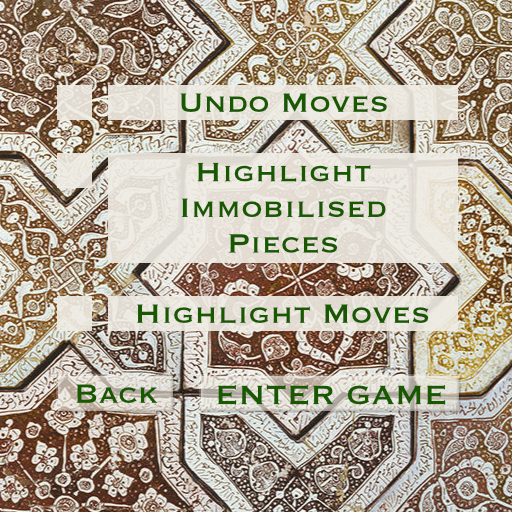 Undo Moves
Highlight
Immobilised
Pieces
Highlight Moves
Back
ENTER GAME